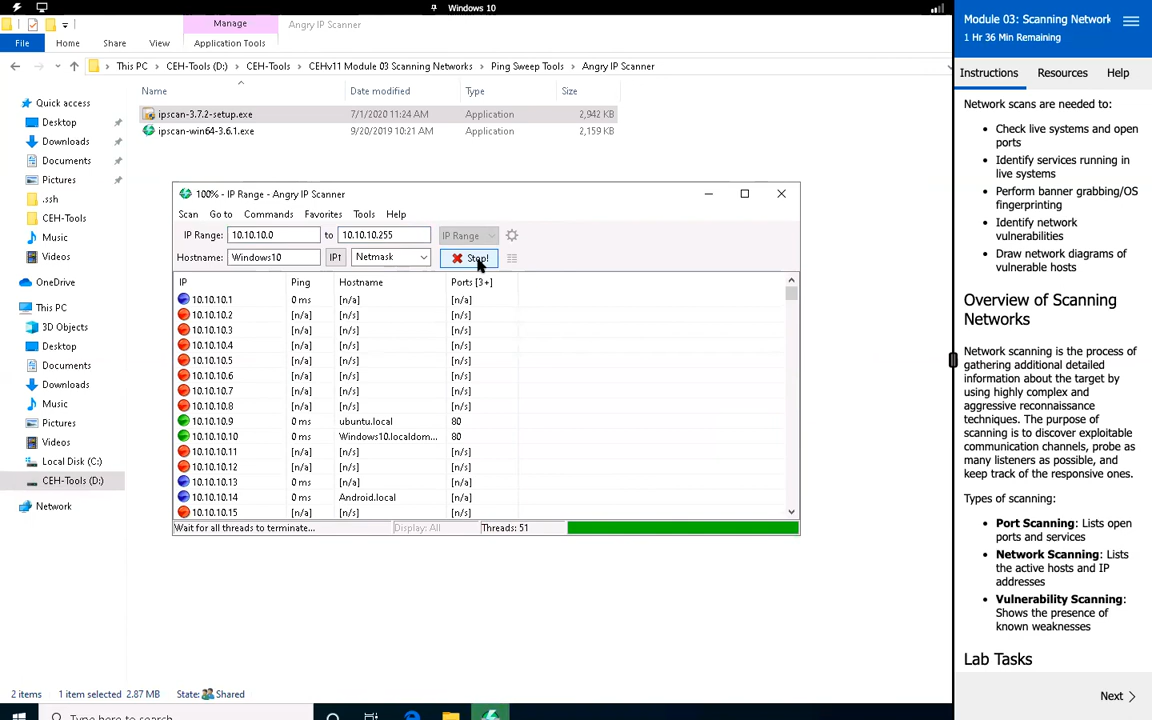 Windows 10
Manage
Angry IP Scanner
File
Home
Share
View
Application Tools
This PC > CEH-Tools (D:) > CEH-Tools > CEHv11 Module 03 Scanning Networks > Ping Sweep Tools > Angry IP Scanner
Name Date modified Type Size
ipscan-3.7.2-setup.exe 7/1/2020 11:24 AM Application 2,942 KB
ipscan-win64-3.6.1.exe 9/20/2019 10:21 AM Application 2,159 KB
Quick access
Desktop
Downloads
Documents
Pictures
.ssh
CEH-Tools
Music
Videos
OneDrive
This PC
3D Objects
Desktop
Documents
Downloads
Music
Pictures
Videos
Local Disk (C:)
CEH-Tools (D:)
Network
100% - IP Range - Angry IP Scanner
Scan Go to Commands Favorites Tools Help
IP Range: 10.10.10.0 to 10.10.10.255 IP Range
Hostname: Windows10 IP↑ Netmask Stop!
IP Ping Hostname Ports [3+]
10.10.10.1 0 ms [n/a] [n/a]
10.10.10.2 [n/a] [n/s] [n/s]
10.10.10.3 [n/a] [n/s] [n/s]
10.10.10.4 [n/a] [n/s] [n/s]
10.10.10.5 [n/a] [n/s] [n/s]
10.10.10.6 [n/a] [n/s] [n/s]
10.10.10.7 [n/a] [n/s] [n/s]
10.10.10.8 [n/a] [n/s] [n/s]
10.10.10.9 0 ms ubuntu.local 80
10.10.10.10 0 ms Windows10.localdom... 80
10.10.10.11 [n/a] [n/s] [n/s]
10.10.10.12 [n/a] [n/s] [n/s]
10.10.10.13 0 ms [n/a] [n/a]
10.10.10.14 0 ms Android.local [n/a]
10.10.10.15 [n/a] [n/s] [n/s]
Wait for all threads to terminate... Display: All Threads: 51
2 items 1 item selected 2.87 MB State: Shared
Type here to search
Module 03: Scanning Network
1 Hr 36 Min Remaining
Instructions Resources Help
Network scans are needed to:
• Check live systems and open
ports
• Identify services running in
live systems
• Perform banner grabbing/OS
fingerprinting
• Identify network
vulnerabilities
• Draw network diagrams of
vulnerable hosts
Overview of Scanning
Networks
Network scanning is the process of
gathering additional detailed
information about the target by
using highly complex and
aggressive reconnaissance
techniques. The purpose of
scanning is to discover exploitable
communication channels, probe as
many listeners as possible, and
keep track of the responsive ones.
Types of scanning:
• Port Scanning: Lists open
ports and services
• Network Scanning: Lists
the active hosts and IP
addresses
• Vulnerability Scanning:
Shows the presence of
known weaknesses
Lab Tasks
Next >